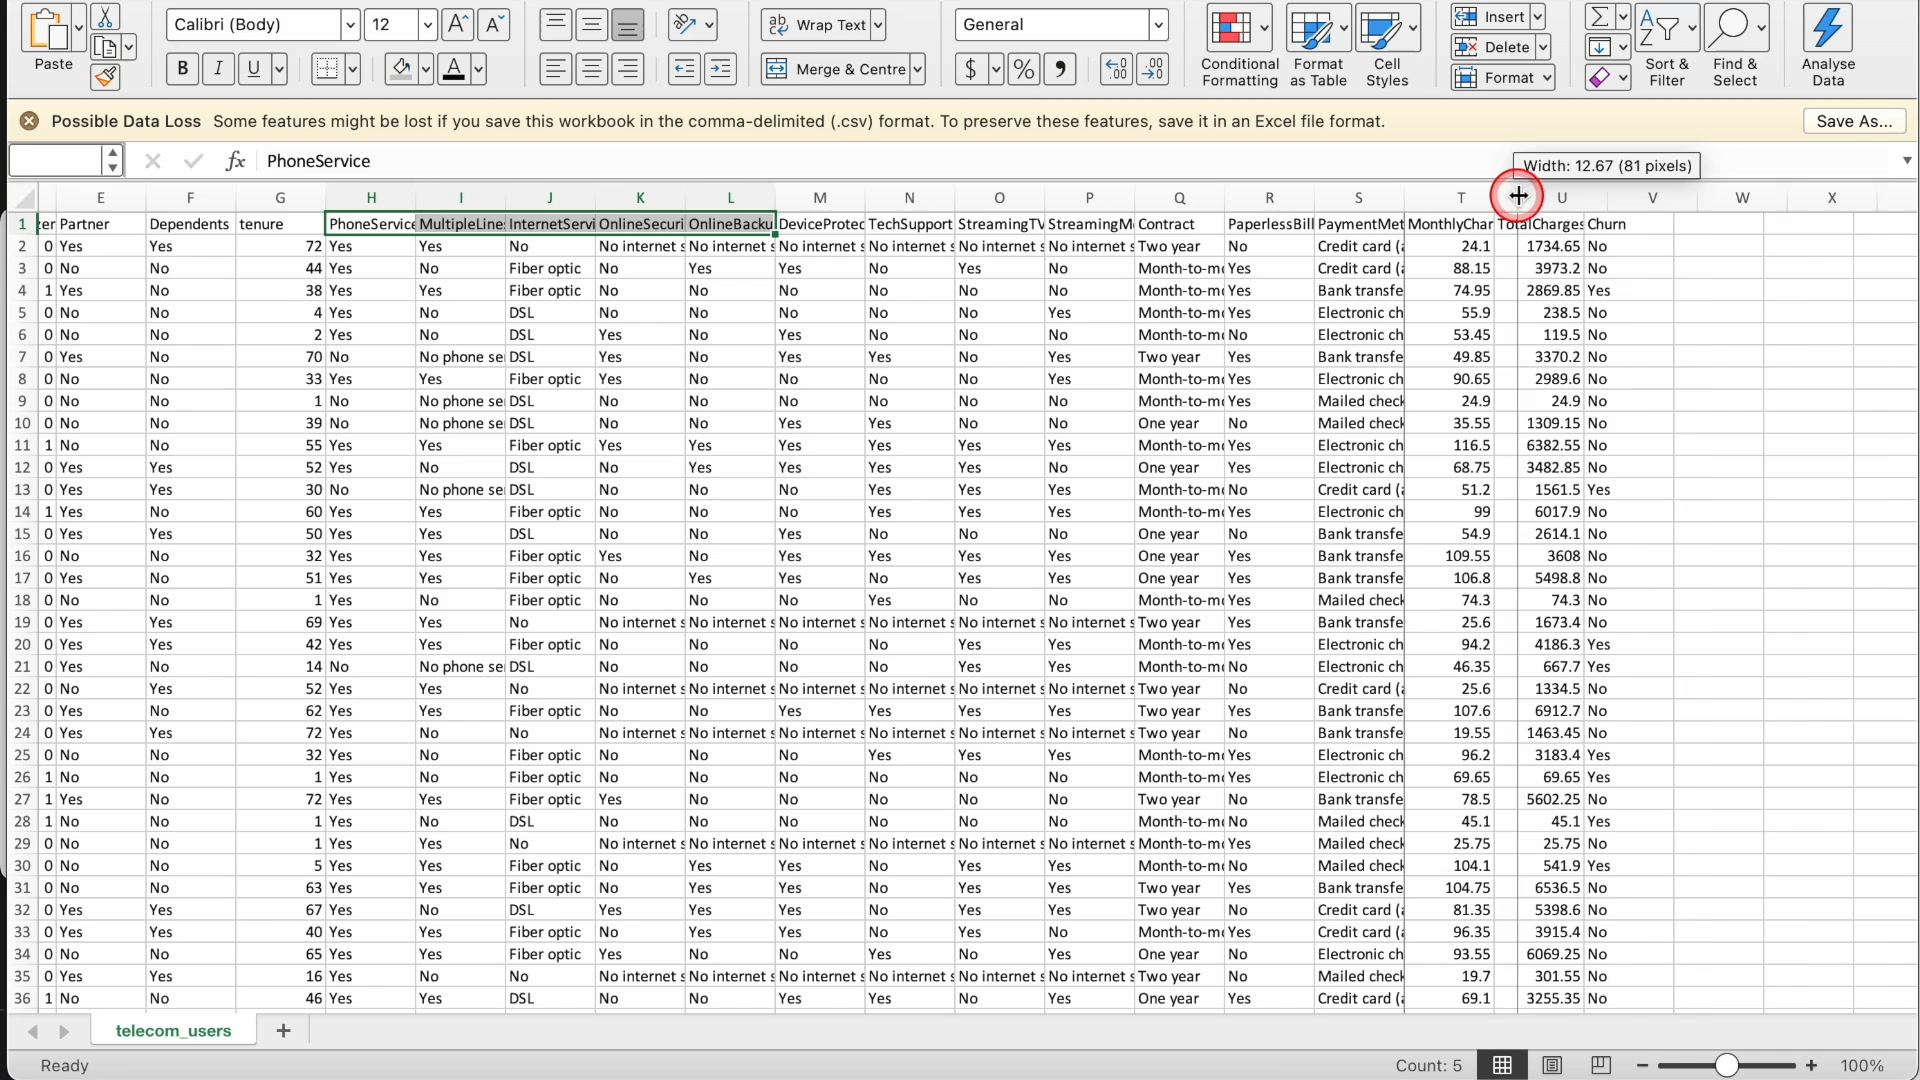 Calibri (Body) 12 A^ Aˇ ab Wrap Text General Insert Σ A Z
Paste B I U A Merge & Centre $ % , Conditional Formatting Format as Table Cell Styles Delete Format Sort & Filter Find & Select Analyse Data
Possible Data Loss Some features might be lost if you save this workbook in the comma-delimited (.csv) format. To preserve these features, save it in an Excel file format. Save As...
fx PhoneService Width: 12.67 (81 pixels)
E F G H I J K L M N O P Q R S T U V W X
1 zer Partner Dependents tenure PhoneService MultipleLine InternetServi OnlineSecuri OnlineBacku DeviceProtec TechSupport StreamingTV StreamingM Contract PaperlessBill PaymentMet MonthlyChar TotalCharges Churn
2 0 Yes Yes 72 Yes Yes No No internet s No internet s No internet s No internet s No internet s No internet s Two year No Credit card (a 24.1 1734.65 No
3 0 No No 44 Yes No Fiber optic No Yes Yes No Yes No Month-to-mo Yes Credit card (a 88.15 3973.2 No
4 1 Yes No 38 Yes Yes Fiber optic No No No No No No Month-to-mo Yes Bank transfe 74.95 2869.85 Yes
5 0 No No 4 Yes No DSL No No No No No Yes Month-to-mo Yes Electronic ch 55.9 238.5 No
6 0 No No 2 Yes No DSL Yes No Yes No No No Month-to-mo No Electronic ch 53.45 119.5 No
7 0 Yes No 70 No No phone se DSL Yes No Yes Yes No Yes Two year Yes Bank transfe 49.85 3370.2 No
8 0 No No 33 Yes Yes Fiber optic Yes No No No No Yes Month-to-mo Yes Electronic ch 90.65 2989.6 No
9 0 No No 1 No No phone se DSL No No No No No No Month-to-mo Yes Mailed check 24.9 24.9 No
10 0 No No 39 No No phone se DSL No No Yes Yes No No One year No Mailed check 35.55 1309.15 No
11 1 No No 55 Yes Yes Fiber optic Yes Yes Yes Yes Yes Yes Month-to-mo Yes Electronic ch 116.5 6382.55 No
12 0 Yes Yes 52 Yes No DSL No Yes Yes Yes Yes No One year Yes Electronic ch 68.75 3482.85 No
13 0 Yes Yes 30 No No phone se DSL No No No Yes Yes Yes Month-to-mo No Credit card (a 51.2 1561.5 Yes
14 1 Yes No 60 Yes Yes Fiber optic No No No Yes Yes Yes Month-to-mo Yes Electronic ch 99 6017.9 No
15 0 Yes Yes 50 Yes Yes DSL No No Yes No No No One year No Bank transfe 54.9 2614.1 No
16 0 No No 32 Yes Yes Fiber optic Yes No Yes Yes Yes Yes One year Yes Bank transfe 109.55 3608 No
17 0 Yes No 51 Yes Yes Fiber optic No Yes Yes No Yes Yes One year Yes Bank transfe 106.8 5498.8 No
18 0 No No 1 Yes No Fiber optic No No No Yes No No Month-to-mo Yes Mailed check 74.3 74.3 No
19 0 Yes Yes 69 Yes Yes No No internet s No internet s No internet s No internet s No internet s No internet s Two year Yes Bank transfe 25.6 1673.4 No
20 0 Yes Yes 42 Yes Yes Fiber optic No No No No Yes Yes Month-to-mo Yes Electronic ch 94.2 4186.3 Yes
21 0 Yes No 14 No No phone se DSL No No No No Yes Yes Month-to-mo No Electronic ch 46.35 667.7 Yes
22 0 No Yes 52 Yes Yes No No internet s No internet s No internet s No internet s No internet s No internet s Two year No Credit card (a 25.6 1334.5 No
23 0 Yes No 62 Yes Yes Fiber optic No No Yes Yes Yes Yes Two year Yes Electronic ch 107.6 6912.7 No
24 0 Yes Yes 72 Yes No No No internet s No internet s No internet s No internet s No internet s No internet s Two year No Bank transfe 19.55 1463.45 No
25 0 No No 32 Yes No Fiber optic No No No Yes Yes Yes Month-to-mo Yes Electronic ch 96.2 3183.4 Yes
26 1 No No 1 Yes No Fiber optic No No No No No No Month-to-mo Yes Electronic ch 69.65 69.65 Yes
27 1 Yes No 72 Yes Yes Fiber optic Yes No No No No No Two year No Bank transfe 78.5 5602.25 No
28 1 No No 1 Yes No DSL No No No No No No Month-to-mo No Mailed check 45.1 45.1 Yes
29 0 No No 1 Yes Yes No No internet s No internet s No internet s No internet s No internet s No internet s Month-to-mo Yes Mailed check 25.75 25.75 No
30 0 No No 5 Yes Yes Fiber optic No Yes Yes No Yes Yes Month-to-mo No Mailed check 104.1 541.9 Yes
31 0 No No 63 Yes Yes Fiber optic No Yes Yes No Yes Yes Two year Yes Bank transfe 104.75 6536.5 No
32 0 Yes Yes 67 Yes No DSL Yes Yes Yes No Yes Yes Two year No Credit card (a 81.35 5398.6 No
33 0 Yes Yes 40 Yes Yes Fiber optic No Yes Yes No Yes No Month-to-mo Yes Credit card (a 96.35 3915.4 No
34 0 No No 65 Yes Yes Fiber optic Yes No Yes No Yes Yes One year Yes Electronic ch 93.55 6069.25 No
35 0 Yes Yes 16 Yes No No No internet s No internet s No internet s No internet s No internet s No internet s Two year No Mailed check 19.7 301.55 No
36 1 No No 46 Yes Yes DSL No No Yes Yes No Yes One year Yes Credit card (a 69.1 3255.35 No
telecom_users +
Ready Count: 5 − + 100%